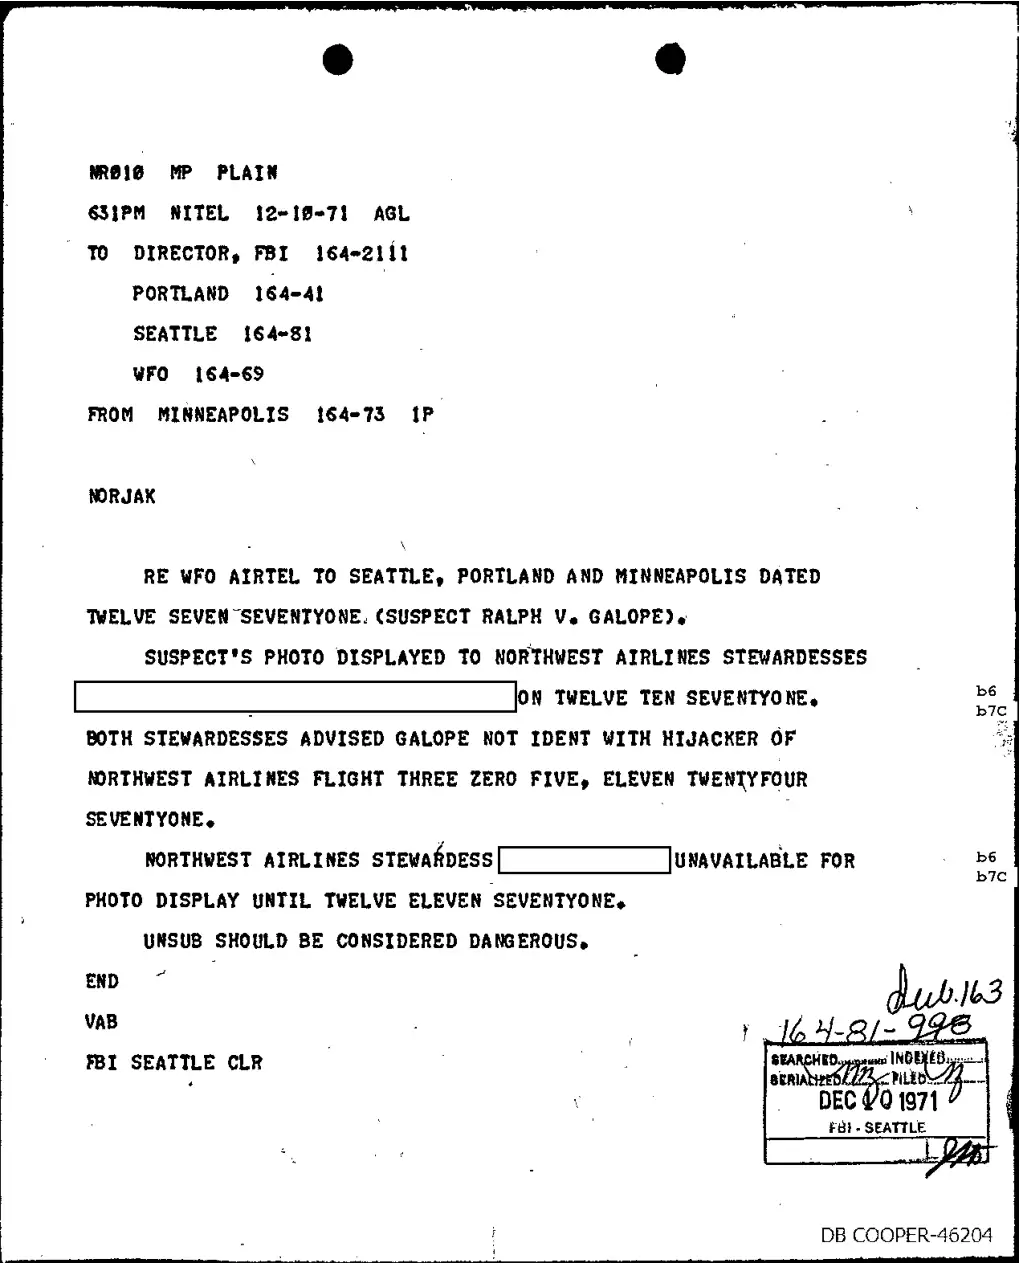 NR010 MP PLAIN
631PM NITEL 12-10-71 AGL
TO DIRECTOR, FBI 164-2111
PORTLAND 164-41
SEATTLE 164-81
WFO 164-69
FROM MINNEAPOLIS 164-73 1P
NORJAK
RE WFO AIRTEL TO SEATTLE, PORTLAND AND MINNEAPOLIS DATED
TWELVE SEVEN SEVENTYONE. (SUSPECT RALPH V. GALOPE).
SUSPECT'S PHOTO DISPLAYED TO NORTHWEST AIRLINES STEWARDESSES
ON TWELVE TEN SEVENTYONE.
b6
b7C
BOTH STEWARDESSES ADVISED GALOPE NOT IDENT WITH HIJACKER OF
NORTHWEST AIRLINES FLIGHT THREE ZERO FIVE, ELEVEN TWENTYFOUR
SEVENTYONE.
NORTHWEST AIRLINES STEWARDESS UNAVAILABLE FOR
b6
b7C
PHOTO DISPLAY UNTIL TWELVE ELEVEN SEVENTYONE.
UNSUB SHOULD BE CONSIDERED DANGEROUS.
END
VAB
FBI SEATTLE CLR
Sub.163
164-81-998
SEARCHED INDEXED
SERIALIZED FILED
DEC 10 1971
FBI - SEATTLE
DB COOPER-46204